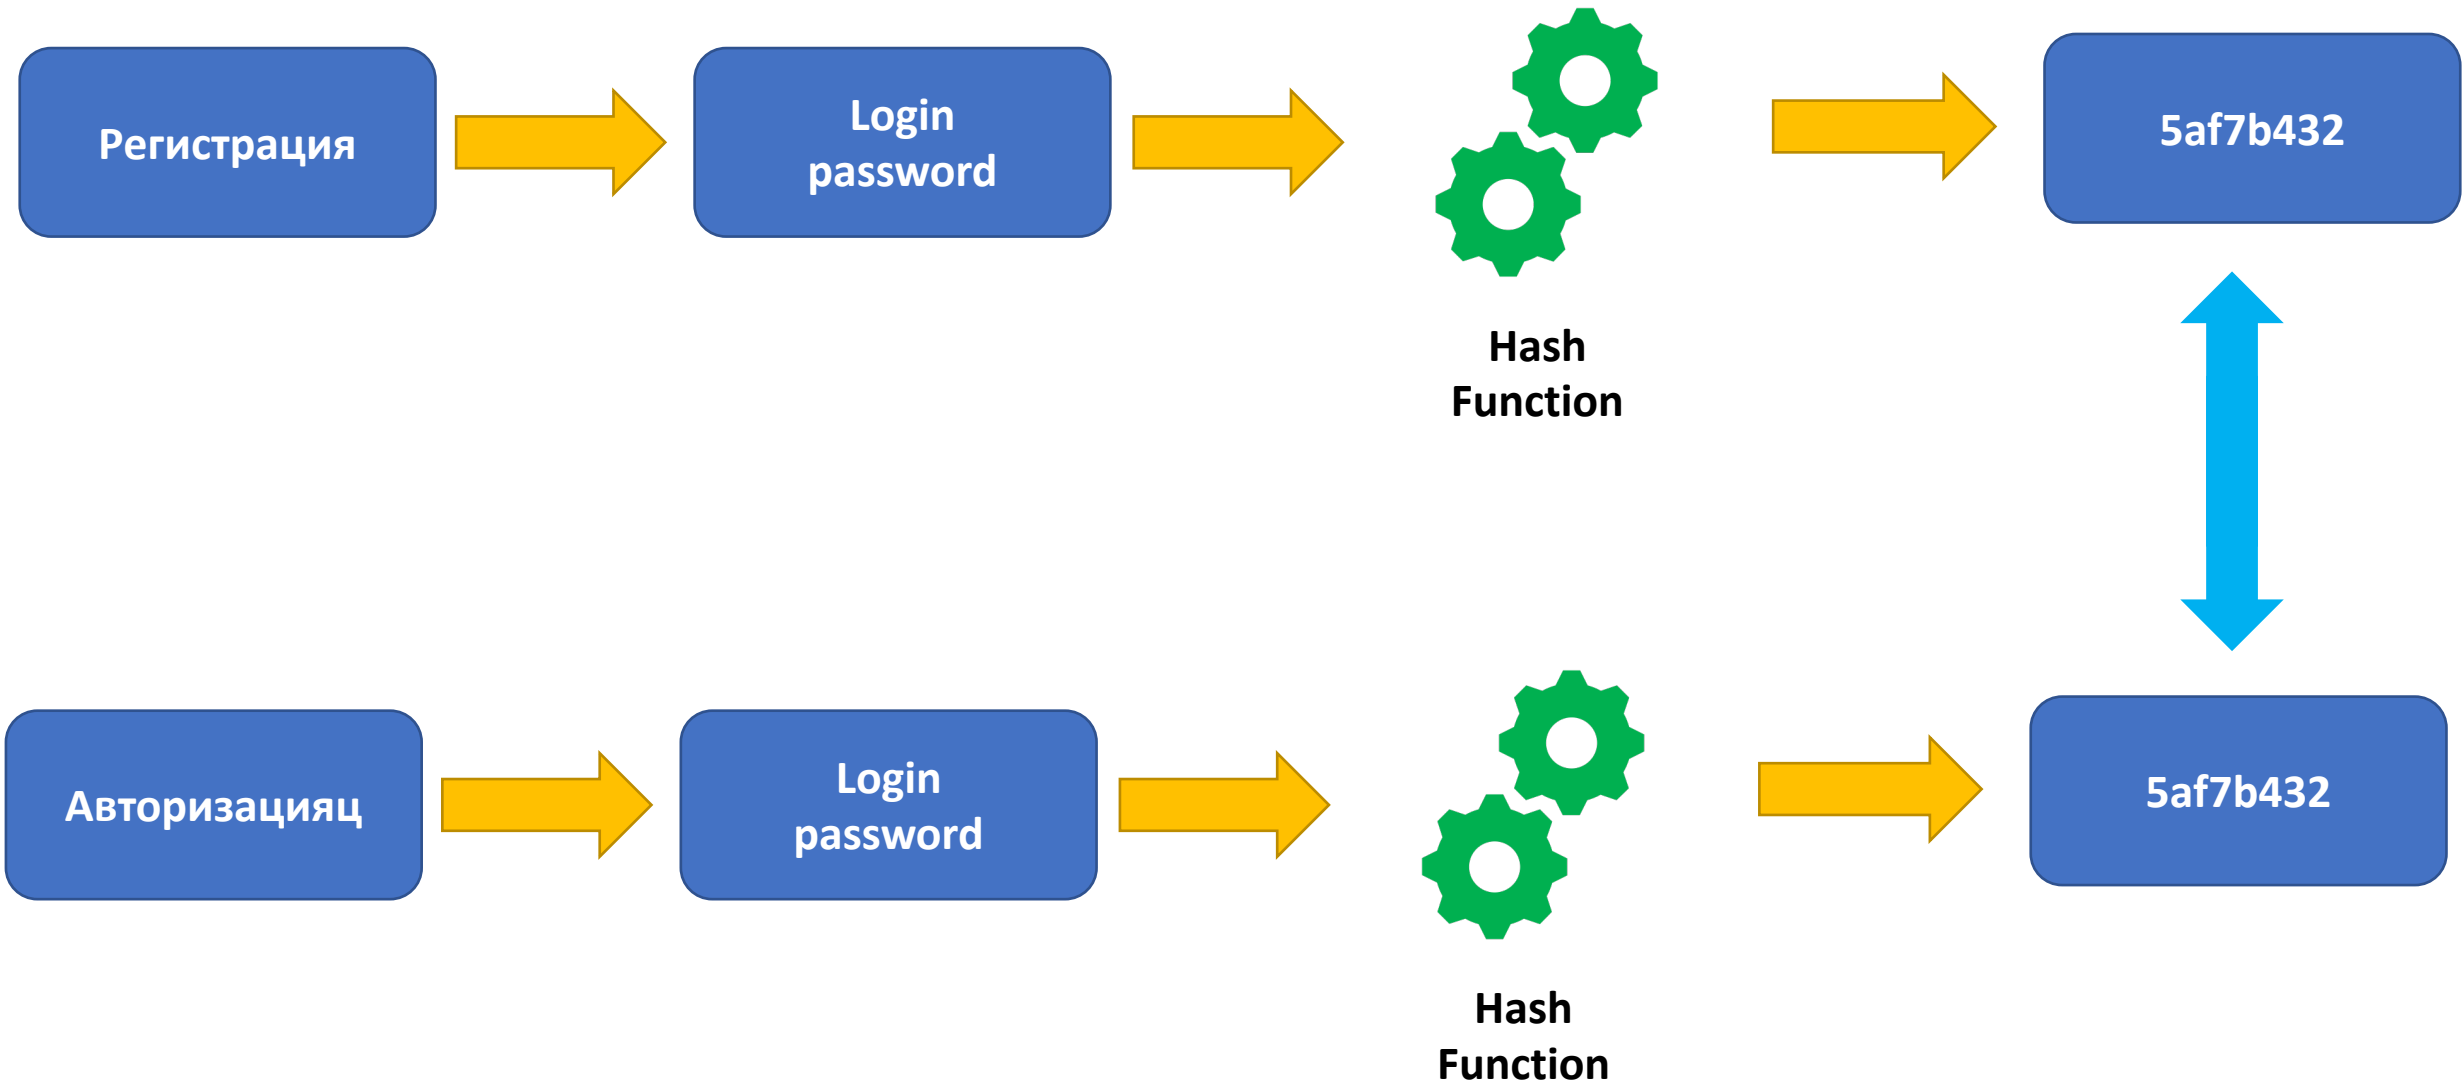 Регистрация
Login
password
Hash
Function
5af7b432
Авторизацияц
Login
password
Hash
Function
5af7b432